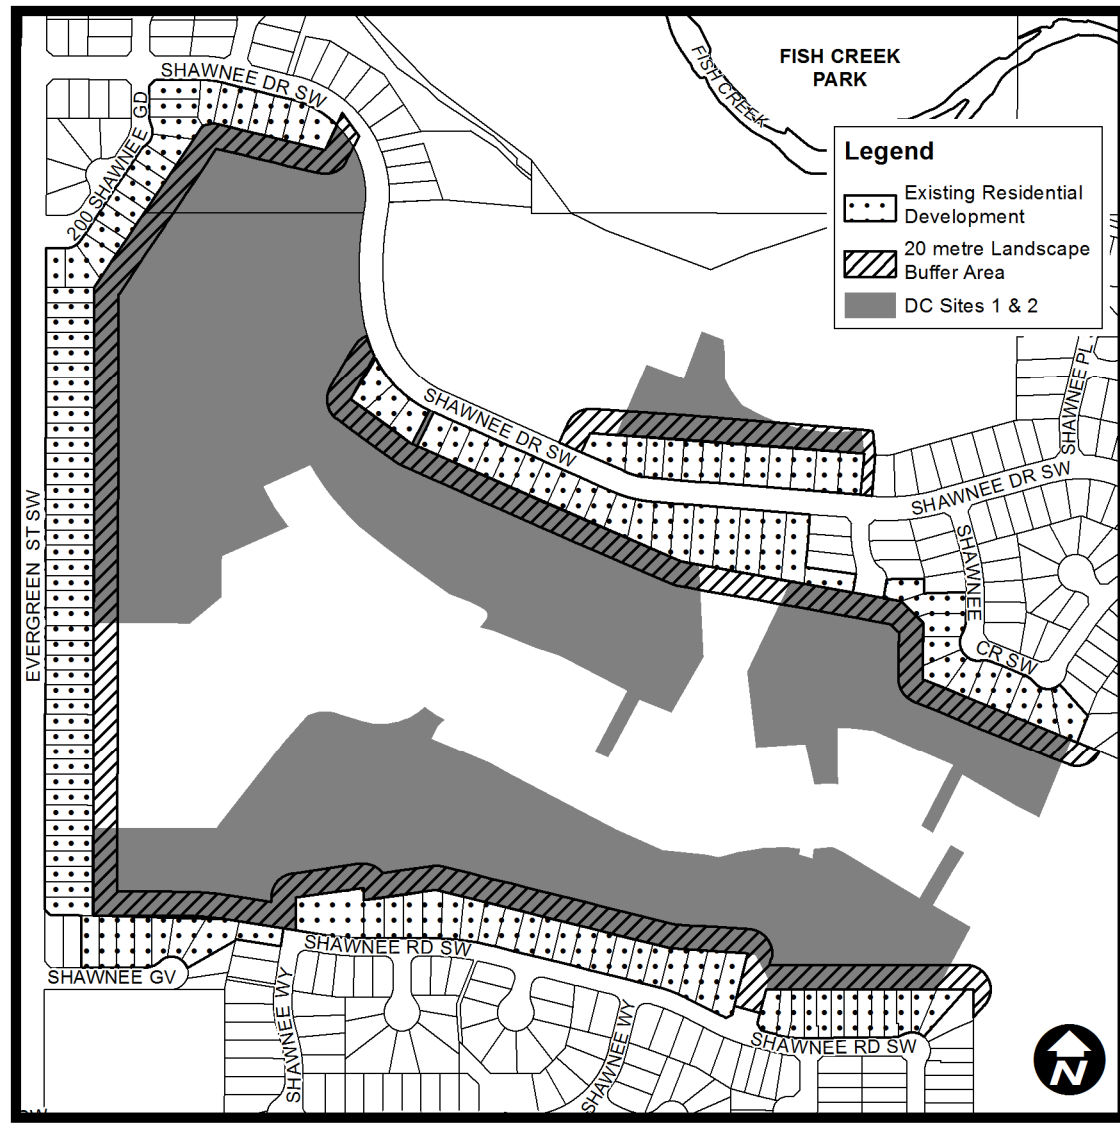 FISH CREEK
PARK
FISH CREEK
SHAWNEE DR SW
200 SHAWNEE GD
Legend
Existing Residential
Development
20 metre Landscape
Buffer Area
DC Sites 1 & 2
SHAWNEE PL
SHAWNEE DR SW
SHAWNEE DR SW
SHAWNEE
CR SW
EVERGREEN ST SW
SHAWNEE RD SW
SHAWNEE GV
SHAWNEE WY
SHAWNEE WY
SHAWNEE RD SW
N